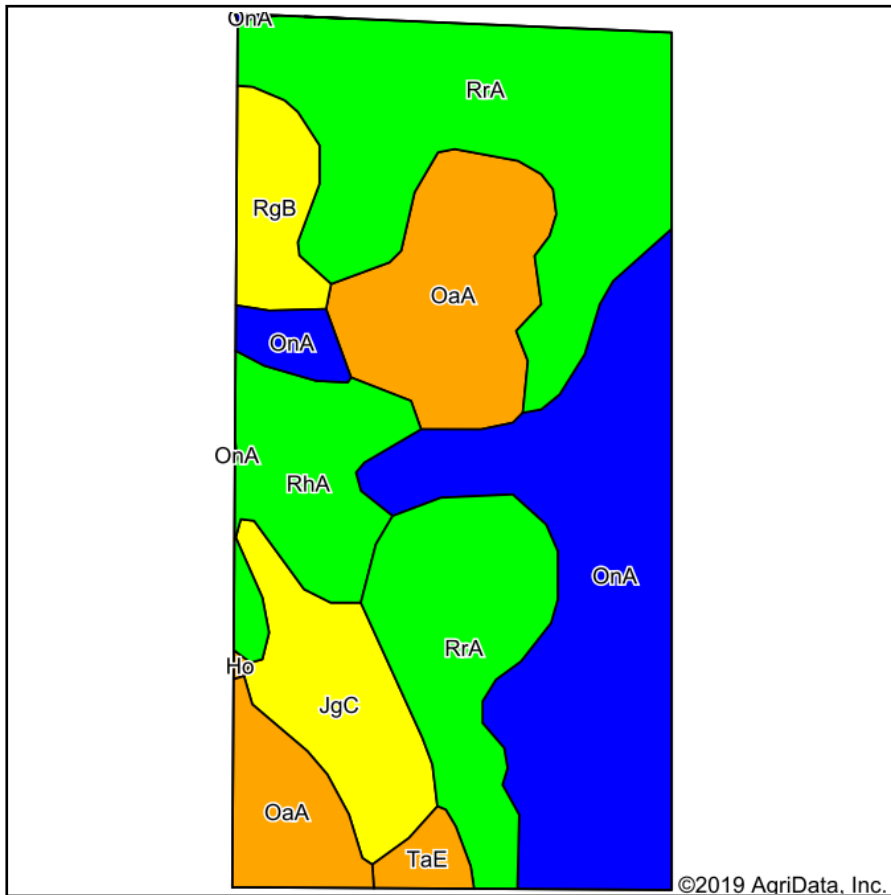 OnA
RrA
RgB
OaA
OnA
OnA
RhA
OnA
RrA
Ho
JgC
OaA
TaE
©2019 AgriData, Inc.